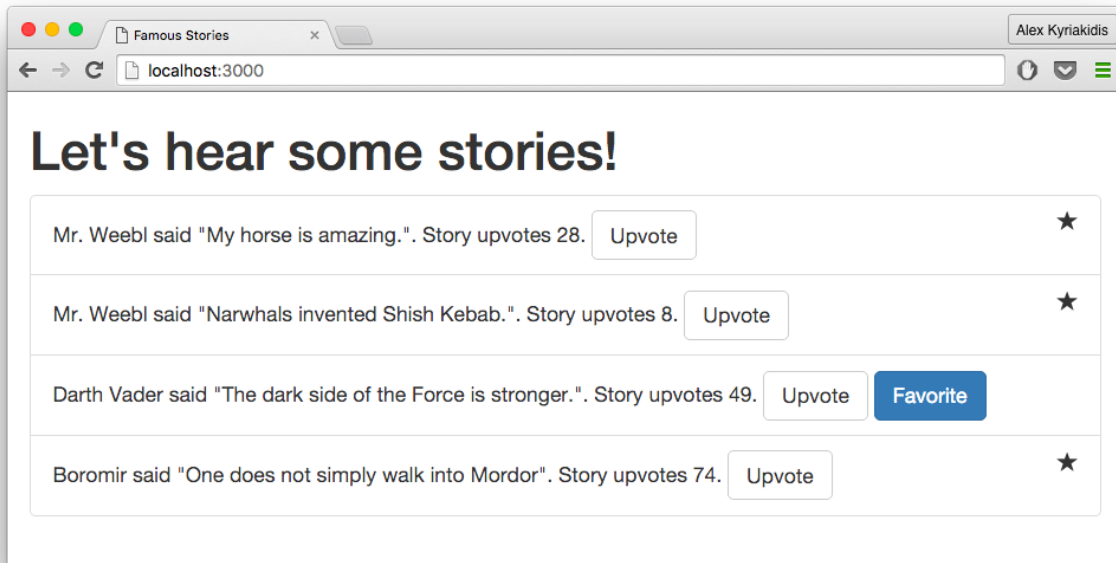 Famous Stories
Alex Kyriakidis
localhost:3000
Let's hear some stories!
Mr. Weebl said "My horse is amazing.". Story upvotes 28. Upvote
Mr. Weebl said "Narwhals invented Shish Kebab.". Story upvotes 8. Upvote
Darth Vader said "The dark side of the Force is stronger.". Story upvotes 49. Upvote Favorite
Boromir said "One does not simply walk into Mordor". Story upvotes 74. Upvote